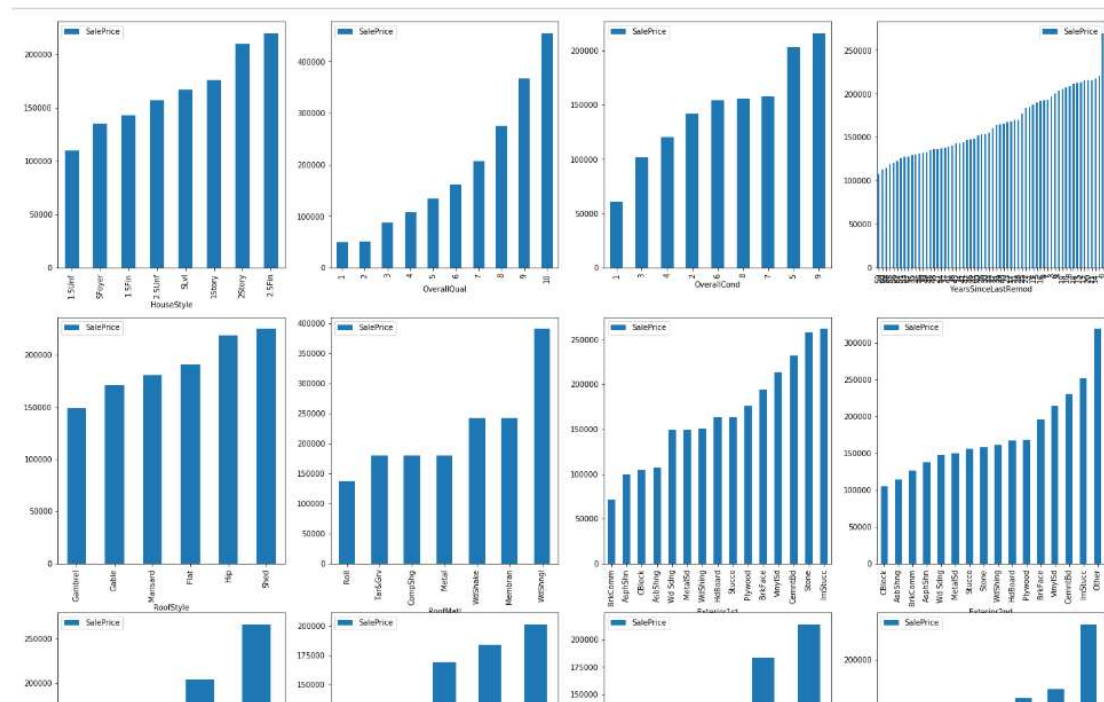 SalePrice
200000
150000
100000
50000
0
1.5Unf
SFoyer
1.5Fin
2.5Unf
SLvl
1Story
2Story
2.5Fin
HouseStyle
SalePrice
400000
300000
200000
100000
0
1
2
3
4
5
6
7
8
9
10
OverallQual
SalePrice
200000
150000
100000
50000
0
1
3
4
2
6
8
7
5
9
OverallCond
SalePrice
250000
200000
150000
100000
50000
0
YearsSinceLastRemod
SalePrice
200000
150000
100000
50000
0
Gambrel
Gable
Mansard
Flat
Hip
Shed
RoofStyle
SalePrice
400000
350000
300000
250000
200000
150000
100000
50000
0
Roll
Tar&Grv
CompShg
Metal
WdShake
Membran
WdShngl
RoofMatl
SalePrice
250000
200000
150000
100000
50000
0
BrkComm
AsphShn
CBlock
AsbShng
Wd Sdng
MetalSd
WdShing
HdBoard
Stucco
Plywood
BrkFace
VinylSd
CemntBd
Stone
ImStucc
Exterior1st
SalePrice
300000
250000
200000
150000
100000
50000
0
CBlock
AsbShng
BrkComm
AsphShn
Wd Sdng
MetalSd
Stucco
Stone
WdShing
HdBoard
Plywood
BrkFace
VinylSd
CemntBd
ImStucc
Other
Exterior2nd
SalePrice
250000
200000
SalePrice
200000
150000
SalePrice
200000
175000
150000
SalePrice
200000